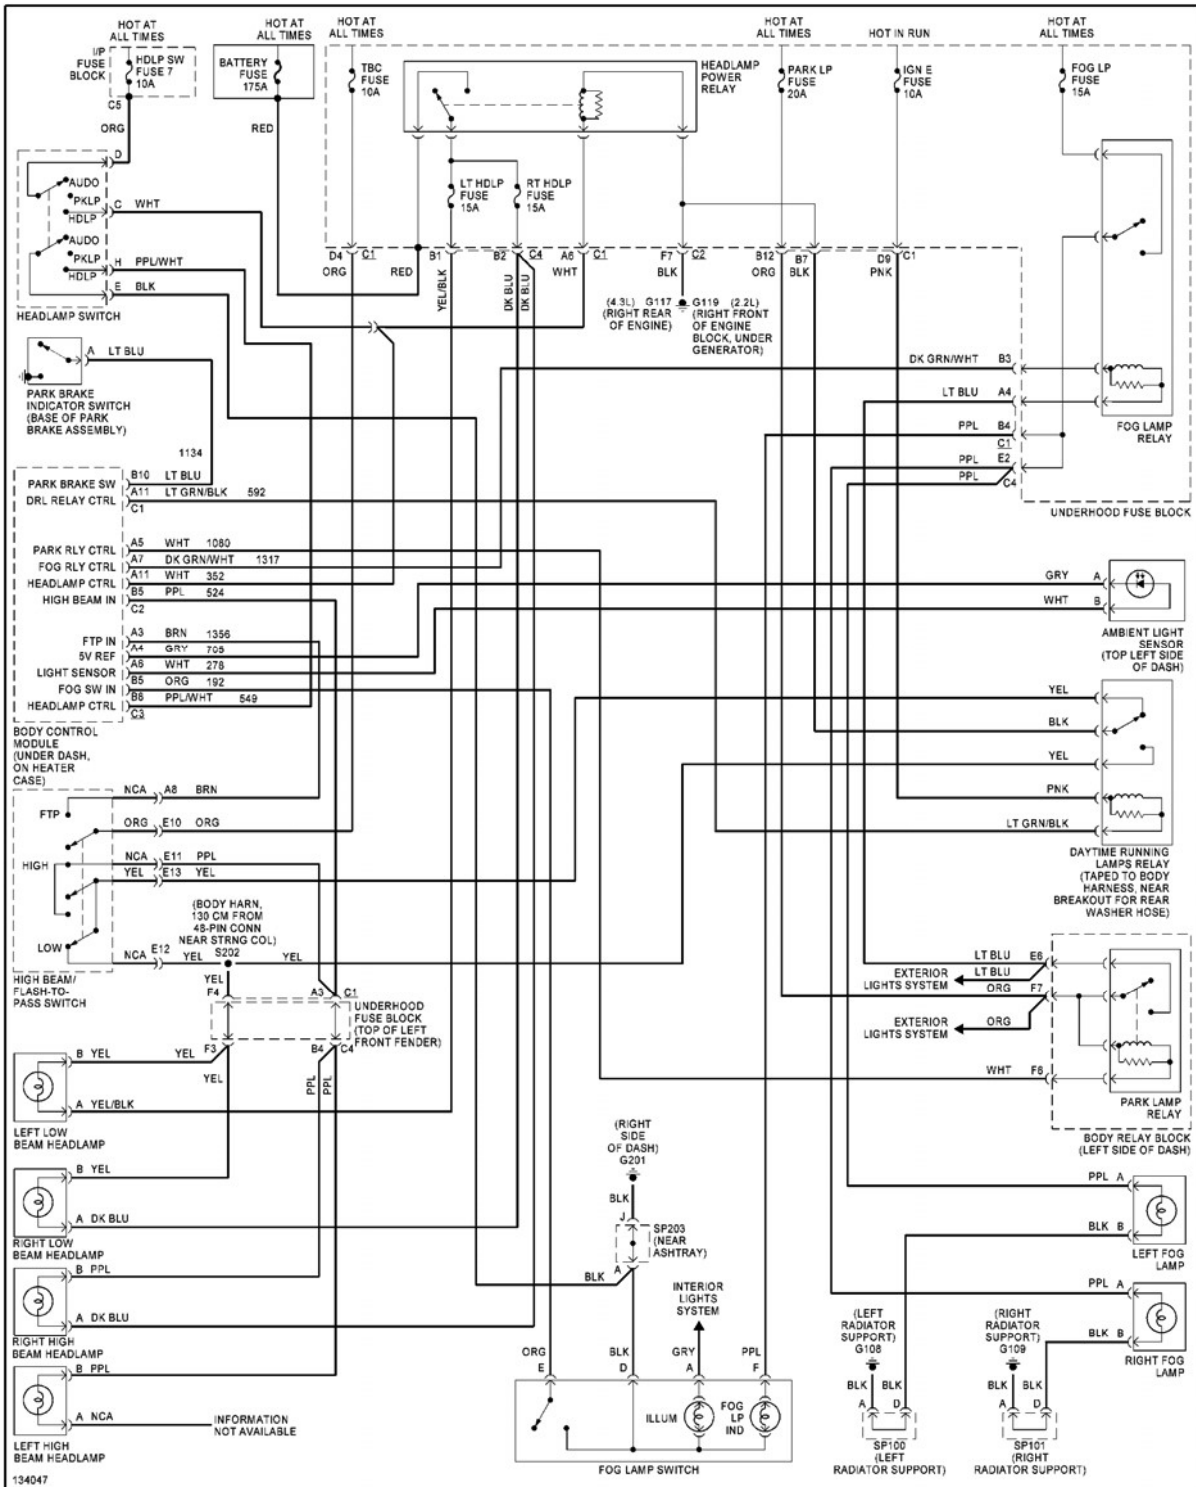 HOT AT
ALL TIMES
HOT AT
ALL TIMES
HOT AT
ALL TIMES
HOT AT
ALL TIMES
HOT IN RUN
HOT AT
ALL TIMES
I/P
FUSE
BLOCK
HDLP SW
FUSE 7
10A
C5
ORG
BATTERY
FUSE
175A
RED
TBC
FUSE
10A
HEADLAMP
POWER
RELAY
PARK LP
FUSE
20A
IGN E
FUSE
10A
FOG LP
FUSE
15A
LT HDLP
FUSE
15A
RT HDLP
FUSE
15A
D
AUDO
PKLP
HDLP
C WHT
AUDO
PKLP
HDLP
H PPL/WHT
E BLK
HEADLAMP SWITCH
D4 C1
ORG
RED
B1
YEL/BLK
B2 C4
DK BLU
DK BLU
A6 C1
WHT
F7 C2
BLK
B12
ORG
B7
BLK
D9 C1
PNK
(4.3L) G117
(RIGHT REAR
OF ENGINE)
G119 (2.2L)
(RIGHT FRONT
OF ENGINE
BLOCK, UNDER
GENERATOR)
DK GRN/WHT B3
LT BLU A4
PPL B4
C1
PPL E2
PPL
C4
FOG LAMP
RELAY
UNDERHOOD FUSE BLOCK
A LT BLU
PARK BRAKE
INDICATOR SWITCH
(BASE OF PARK
BRAKE ASSEMBLY)
1134
PARK BRAKE SW B10 LT BLU
DRL RELAY CTRL A11 LT GRN/BLK 592
C1
PARK RLY CTRL A5 WHT 1080
FOG RLY CTRL A7 DK GRN/WHT 1317
HEADLAMP CTRL A11 WHT 352
HIGH BEAM IN B5 PPL 524
C2
FTP IN A3 BRN 1356
5V REF A4 GRY 705
LIGHT SENSOR A6 WHT 278
FOG SW IN B5 ORG 192
HEADLAMP CTRL B8 PPL/WHT 549
C3
BODY CONTROL
MODULE
(UNDER DASH,
ON HEATER
CASE)
GRY A
WHT B
AMBIENT LIGHT
SENSOR
(TOP LEFT SIDE
OF DASH)
YEL
BLK
YEL
PNK
LT GRN/BLK
DAYTIME RUNNING
LAMPS RELAY
(TAPED TO BODY
HARNESS, NEAR
BREAKOUT FOR REAR
WASHER HOSE)
FTP
HIGH
LOW
NCA A8 BRN
ORG E10 ORG
NCA E11 PPL
YEL E13 YEL
NCA E12 YEL
HIGH BEAM/
FLASH-TO-
PASS SWITCH
(BODY HARN,
130 CM FROM
48-PIN CONN
NEAR STRNG COL)
S202
YEL
YEL
F4 A3 C1
UNDERHOOD
FUSE BLOCK
(TOP OF LEFT
FRONT FENDER)
F3 B4 C4
YEL
PPL
PPL
LT BLU E6
LT BLU
EXTERIOR
LIGHTS SYSTEM
ORG F7
EXTERIOR
LIGHTS SYSTEM
ORG
WHT F6
PARK LAMP
RELAY
BODY RELAY BLOCK
(LEFT SIDE OF DASH)
B YEL YEL
A YEL/BLK
LEFT LOW
BEAM HEADLAMP
B YEL
A DK BLU
RIGHT LOW
BEAM HEADLAMP
B PPL
A DK BLU
RIGHT HIGH
BEAM HEADLAMP
B PPL
A NCA
INFORMATION
NOT AVAILABLE
LEFT HIGH
BEAM HEADLAMP
(RIGHT
SIDE
OF DASH)
G201
BLK
J
SP203
(NEAR
ASHTRAY)
A
BLK
INTERIOR
LIGHTS
SYSTEM
ORG
E
BLK
D
GRY
A
PPL
F
ILLUM
FOG
LP
IND
FOG LAMP SWITCH
PPL A
BLK B
LEFT FOG
LAMP
PPL A
BLK B
RIGHT FOG
LAMP
(LEFT
RADIATOR
SUPPORT)
G108
BLK BLK
A D
SP100
(LEFT
RADIATOR SUPPORT)
(RIGHT
RADIATOR
SUPPORT)
G109
BLK BLK
A D
SP101
(RIGHT
RADIATOR SUPPORT)
134047